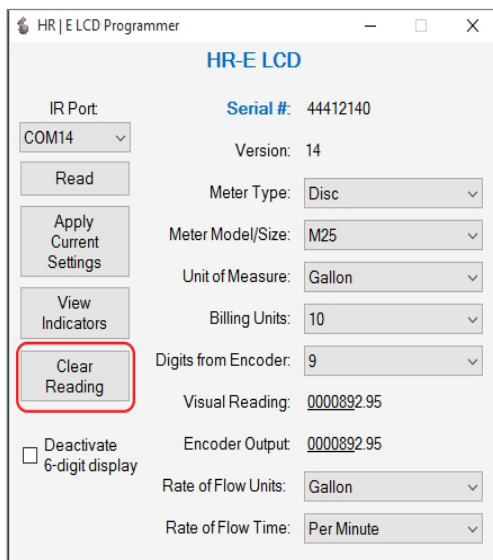 HR | E LCD Programmer
HR-E LCD
IR Port:
COM14
Read
Apply
Current
Settings
View
Indicators
Clear
Reading
Deactivate
6-digit display
Serial #: 44412140
Version: 14
Meter Type: Disc
Meter Model/Size: M25
Unit of Measure: Gallon
Billing Units: 10
Digits from Encoder: 9
Visual Reading: 0000892.95
Encoder Output: 0000892.95
Rate of Flow Units: Gallon
Rate of Flow Time: Per Minute